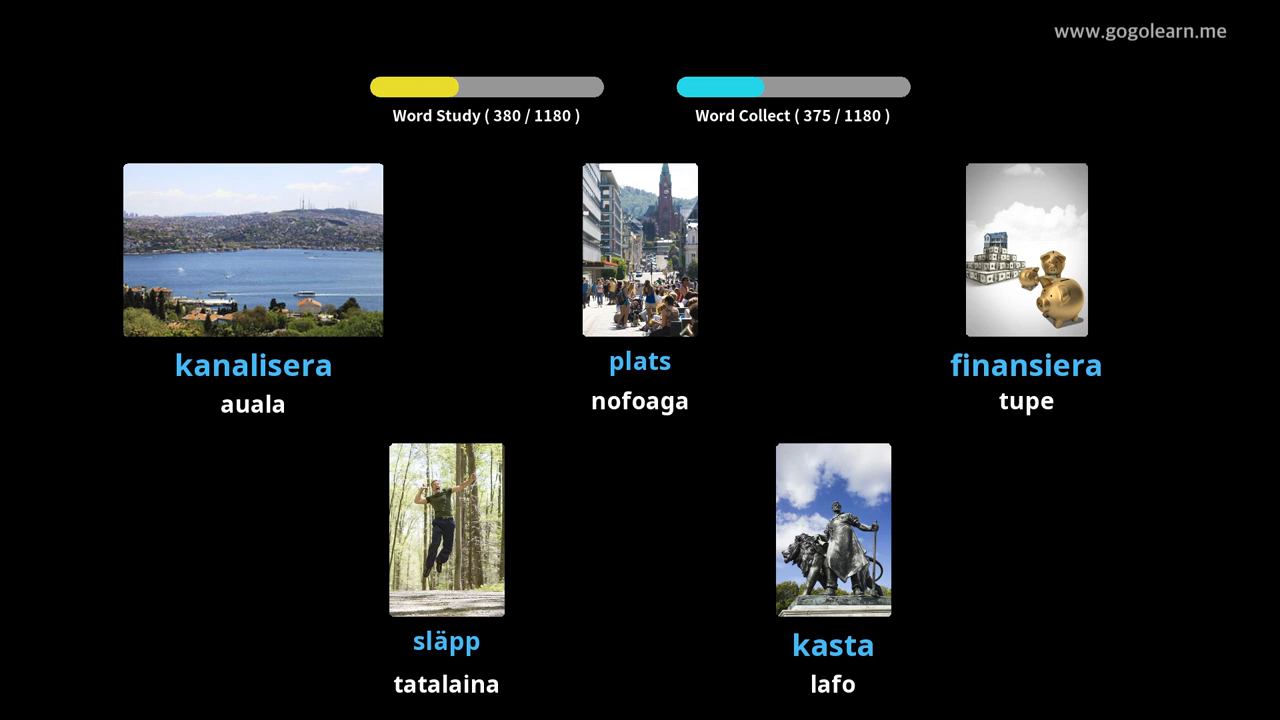 www.gogolearn.me
Word Study ( 380 / 1180 )
Word Collect ( 375 / 1180 )
kanalisera
auala
plats
nofoaga
finansiera
tupe
släpp
tatalaina
kasta
lafo